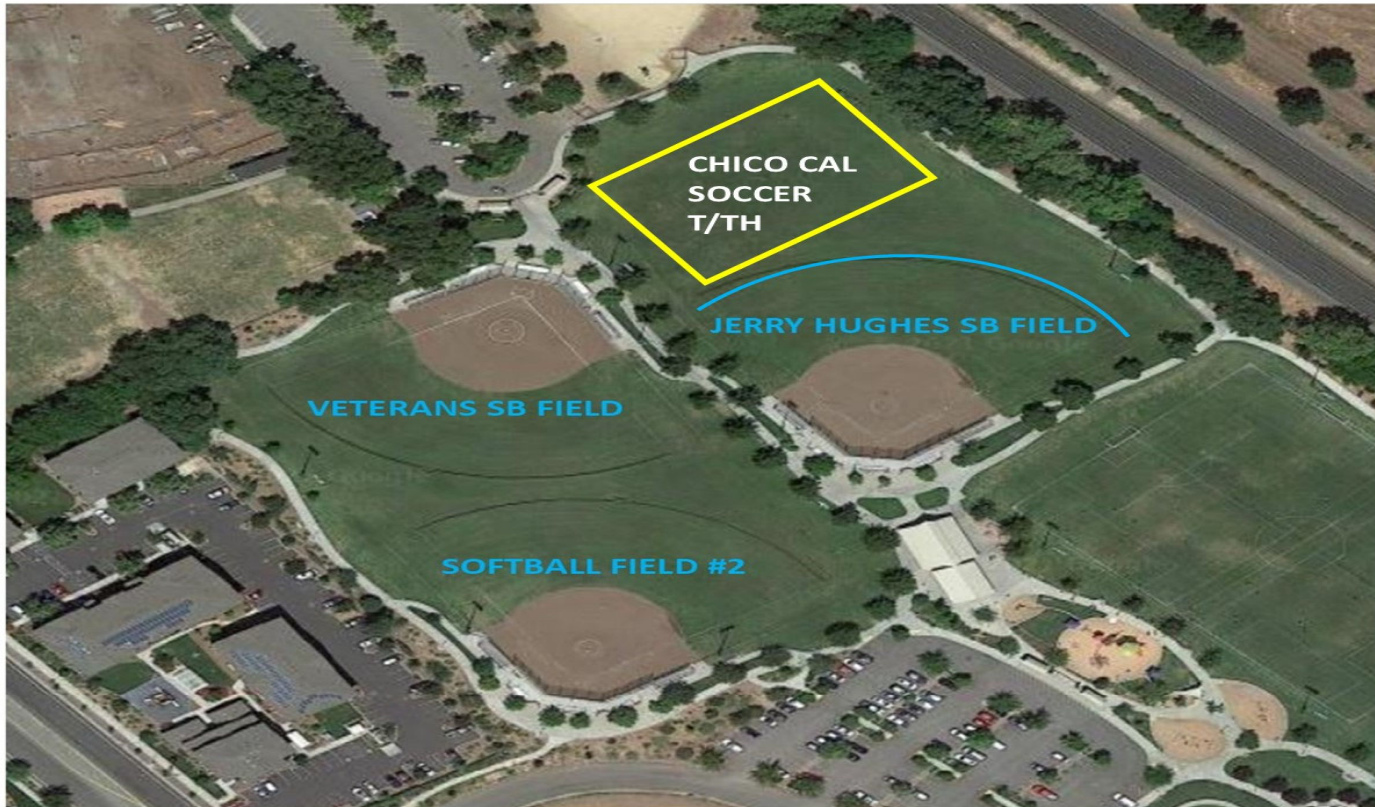 CHICO CAL
SOCCER
T/TH
JERRY HUGHES SB FIELD
VETERANS SB FIELD
SOFTBALL FIELD #2